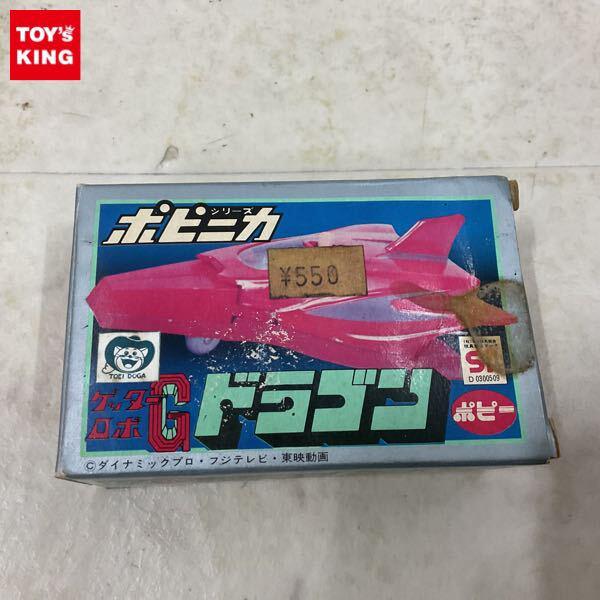 TOY'S
KING
ポピニカ
シリーズ
¥550
TOEI DOGA
ST
D 0300509
ゲッター
ロボG
ドラゴン
ポピー
©ダイナミックプロ・フジテレビ・東映動画